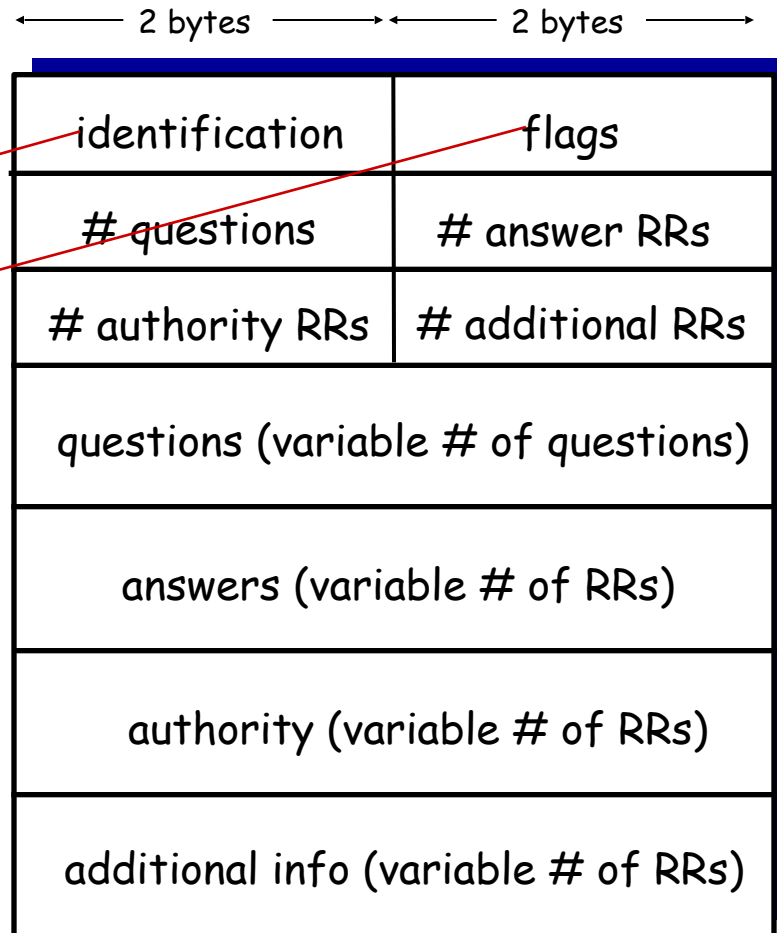 2 bytes 2 bytes
identification flags
# questions # answer RRs
# authority RRs # additional RRs
questions (variable # of questions)
answers (variable # of RRs)
authority (variable # of RRs)
additional info (variable # of RRs)